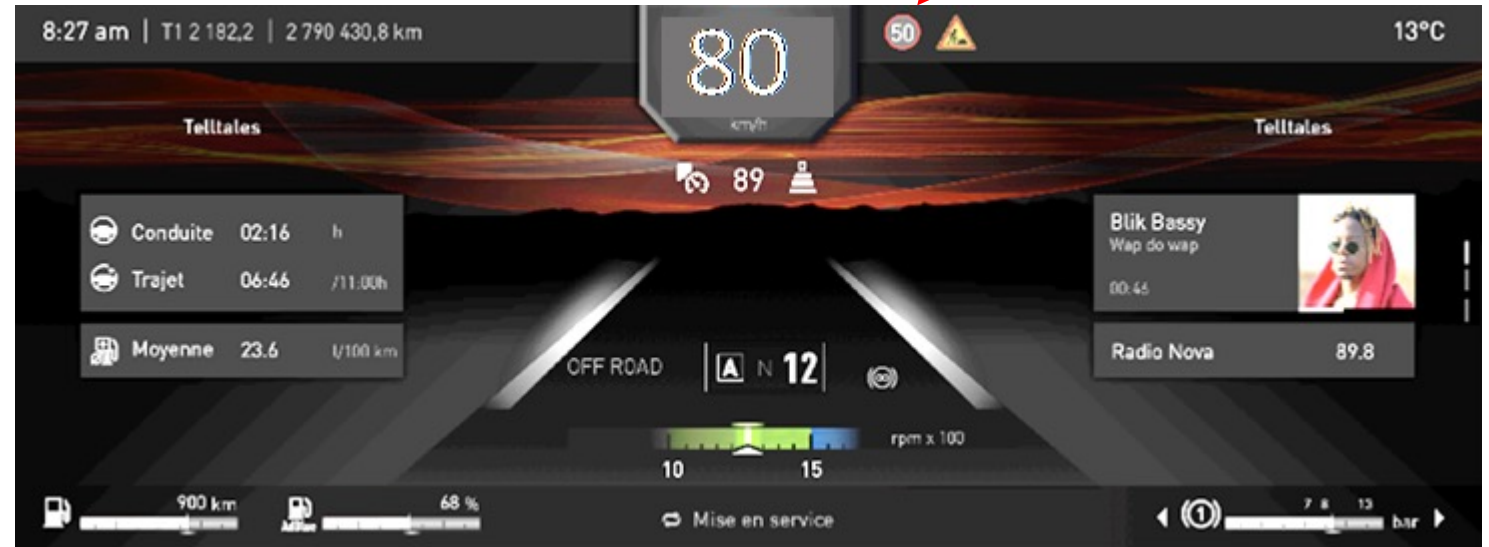 8:27 am | T1 2 182,2 | 2 790 430,8 km
80
km/h
50
13°C
Telltales
Telltales
89
Conduite 02:16 h
Trajet 06:46 /11:00h
Moyenne 23.6 l/100 km
Blik Bassy
Wap do wap
00:46
Radio Nova 89.8
OFF ROAD
A N 12
rpm x 100
10 15
900 km
AdBlue
68 %
Mise en service
1
7 8 13
bar